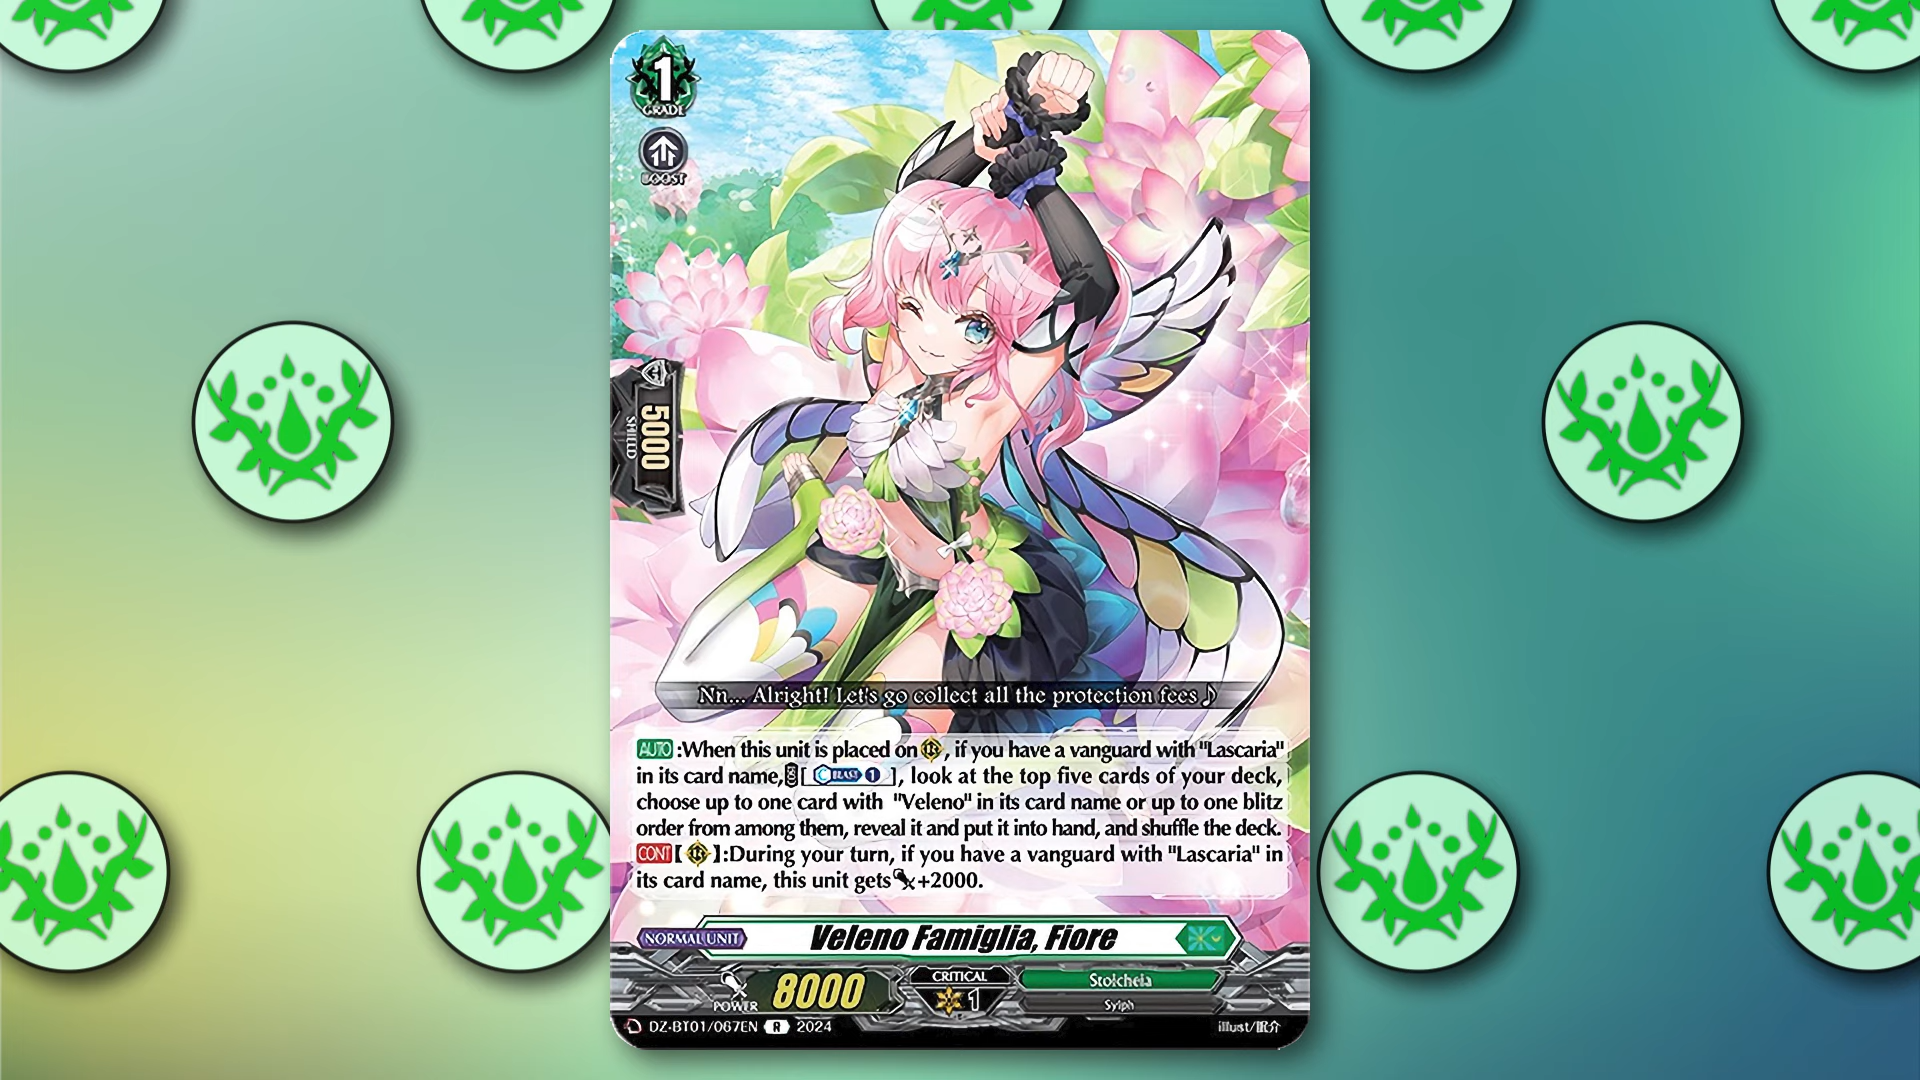 1
GRADE
BOOST
5000
SHIELD
Nn... Alright! Let's go collect all the protection fees♪
AUTO :When this unit is placed on R, if you have a vanguard with "Lascaria"
in its card name, [ C BLAST 1 ], look at the top five cards of your deck,
choose up to one card with "Veleno" in its card name or up to one blitz
order from among them, reveal it and put it into hand, and shuffle the deck.
CONT【 R 】:During your turn, if you have a vanguard with "Lascaria" in
its card name, this unit gets +2000.
NORMAL UNIT
Veleno Famiglia, Fiore
POWER 8000
CRITICAL
1
Stoicheia
Sylph
D DZ-BT01/067EN R 2024
illust/眠介